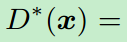 D*(x) =